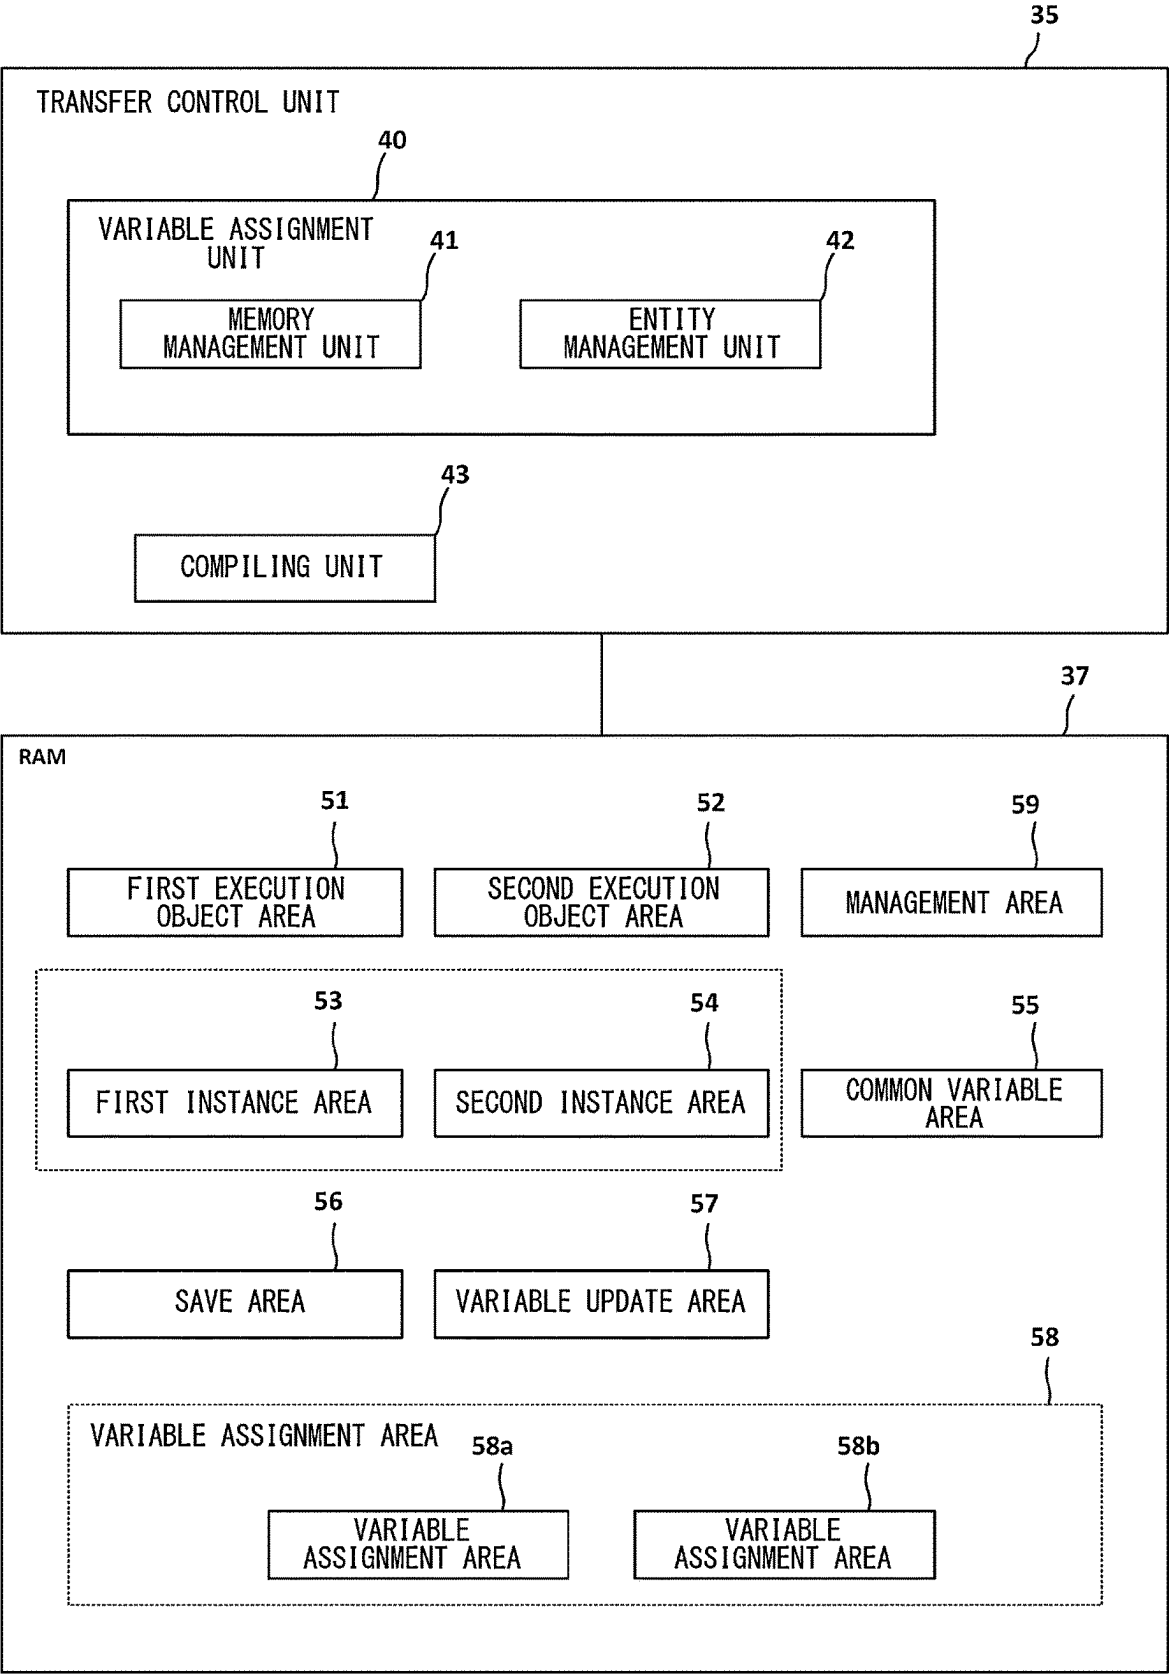 35
TRANSFER CONTROL UNIT
40
VARIABLE ASSIGNMENT
UNIT
41
42
MEMORY
MANAGEMENT UNIT
ENTITY
MANAGEMENT UNIT
43
COMPILING UNIT
37
RAM
51
52
59
FIRST EXECUTION
OBJECT AREA
SECOND EXECUTION
OBJECT AREA
MANAGEMENT AREA
53
54
55
FIRST INSTANCE AREA
SECOND INSTANCE AREA
COMMON VARIABLE
AREA
56
57
SAVE AREA
VARIABLE UPDATE AREA
58
VARIABLE ASSIGNMENT AREA
58a
58b
VARIABLE
ASSIGNMENT AREA
VARIABLE
ASSIGNMENT AREA